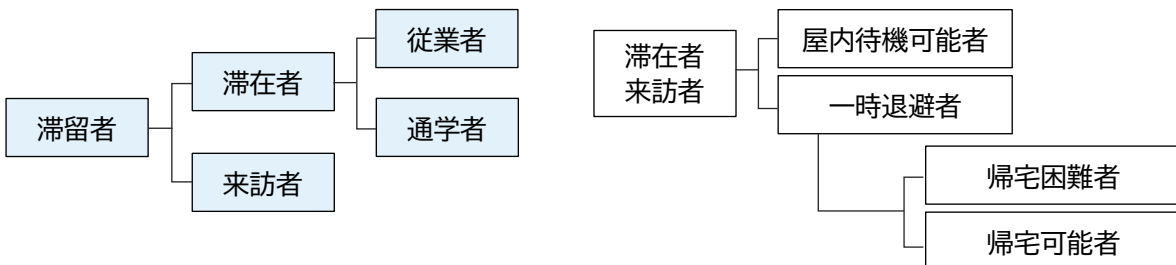 滞留者
滞在者
来訪者
従業者
通学者
滞在者
来訪者
屋内待機可能者
一時退避者
帰宅困難者
帰宅可能者